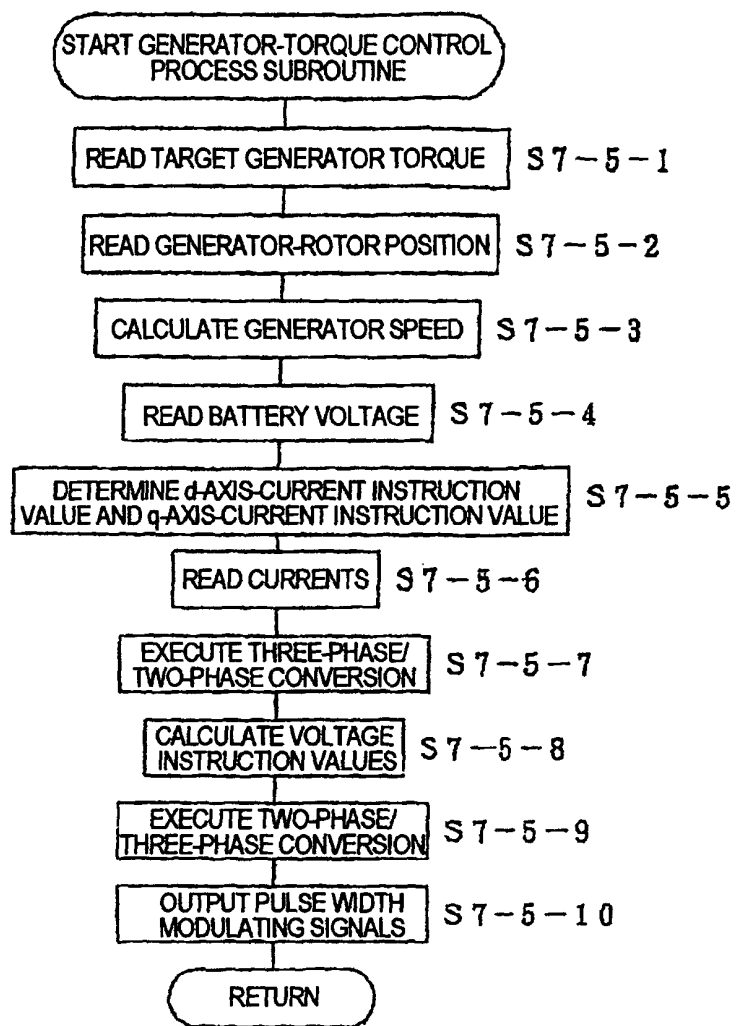 START GENERATOR-TORQUE CONTROL
PROCESS SUBROUTINE
READ TARGET GENERATOR TORQUE
S7-5-1
READ GENERATOR-ROTOR POSITION
S7-5-2
CALCULATE GENERATOR SPEED
S7-5-3
READ BATTERY VOLTAGE
S7-5-4
DETERMINE d-AXIS-CURRENT INSTRUCTION
VALUE AND q-AXIS-CURRENT INSTRUCTION VALUE
S7-5-5
READ CURRENTS
S7-5-6
EXECUTE THREE-PHASE/
TWO-PHASE CONVERSION
S7-5-7
CALCULATE VOLTAGE
INSTRUCTION VALUES
S7-5-8
EXECUTE TWO-PHASE/
THREE-PHASE CONVERSION
S7-5-9
OUTPUT PULSE WIDTH
MODULATING SIGNALS
S7-5-10
RETURN